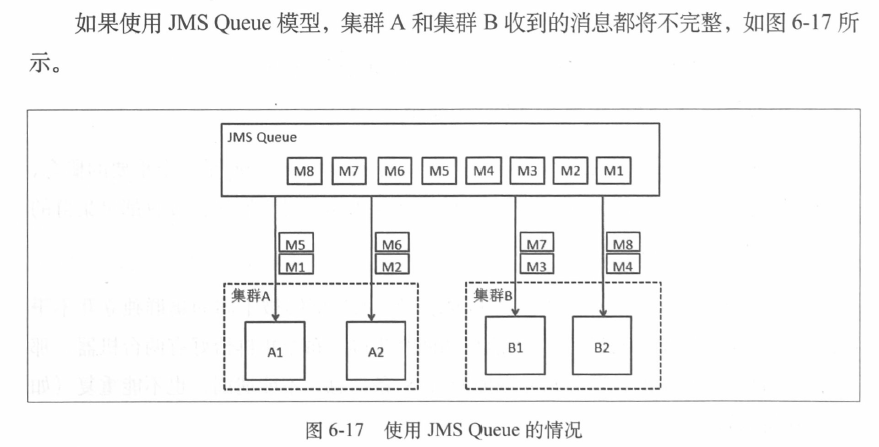 如果使用 JMS Queue 模型，集群 A 和集群 B 收到的消息都将不完整，如图 6-17 所
示。
JMS Queue
M8 M7 M6 M5 M4 M3 M2 M1
M5 M6 M7 M8
M1 M2 M3 M4
集群A 集群B
A1 A2 B1 B2
图 6-17 使用 JMS Queue 的情况